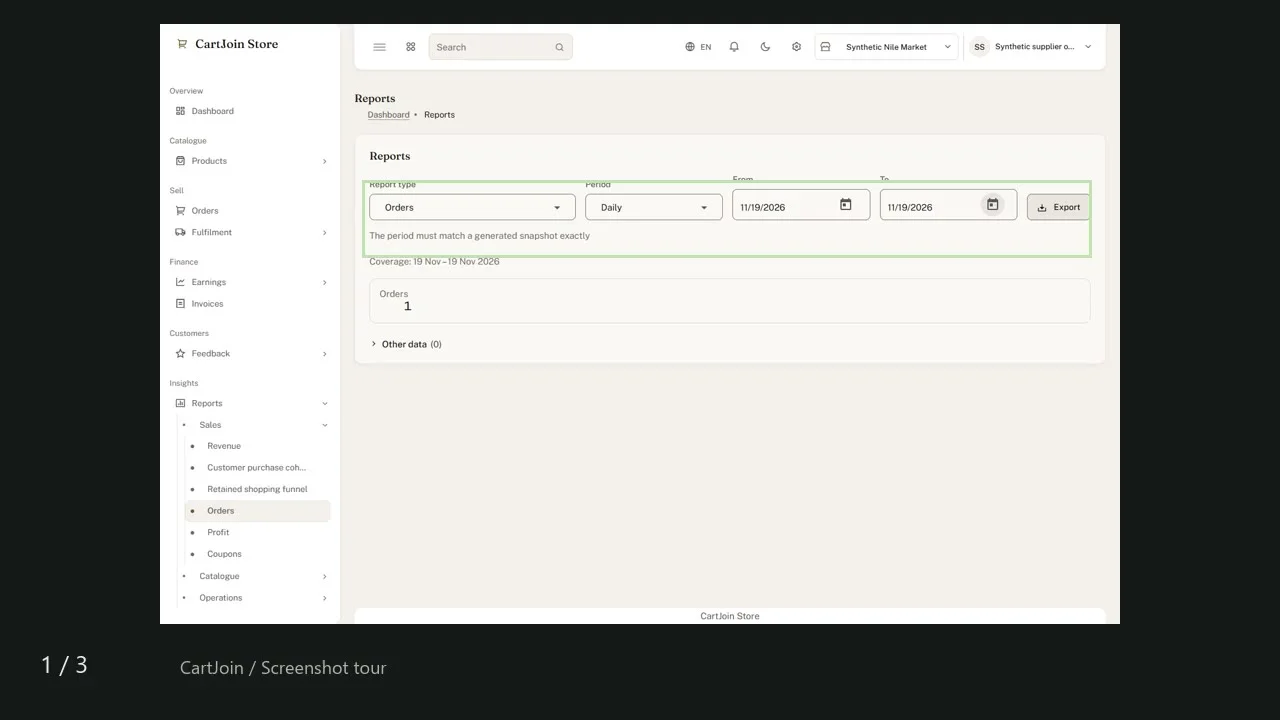 CartJoin Store
Search
EN
Synthetic Nile Market
SS
Synthetic supplier o...
Overview
Dashboard
Catalogue
Products
Sell
Orders
Fulfilment
Finance
Earnings
Invoices
Customers
Feedback
Insights
Reports
Sales
Revenue
Customer purchase coh...
Retained shopping funnel
Orders
Profit
Coupons
Catalogue
Operations
Reports
Dashboard • Reports
Reports
Report type
Period
From
To
Orders
Daily
11/19/2026
11/19/2026
Export
The period must match a generated snapshot exactly
Coverage: 19 Nov – 19 Nov 2026
Orders
1
Other data (0)
CartJoin Store
1 / 3
CartJoin / Screenshot tour